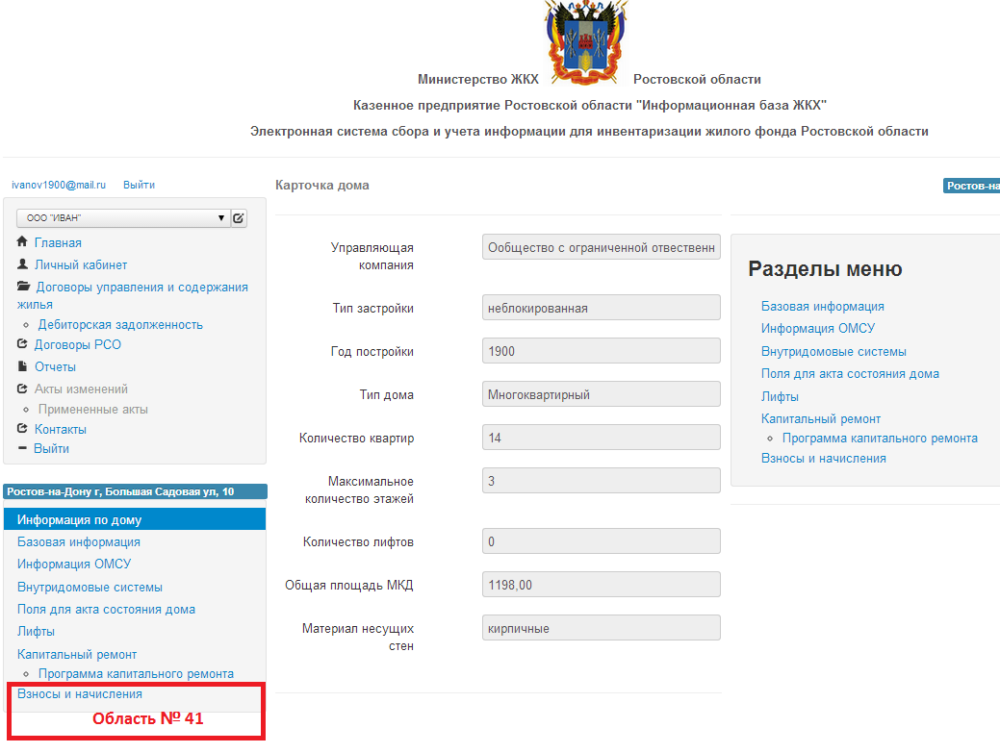 Министерство ЖКХ Ростовской области
Казенное предприятие Ростовской области "Информационная база ЖКХ"
Электронная система сбора и учета информации для инвентаризации жилого фонда Ростовской области
ivanov1900@mail.ru Выйти
ООО "ИВАН"
Главная
Личный кабинет
Договоры управления и содержания
жилья
Дебиторская задолженность
Договоры РСО
Отчеты
Акты изменений
Примененные акты
Контакты
Выйти
Ростов-на-Дону г, Большая Садовая ул, 10
Информация по дому
Базовая информация
Информация ОМСУ
Внутридомовые системы
Поля для акта состояния дома
Лифты
Капитальный ремонт
Программа капитального ремонта
Взносы и начисления
Область № 41
Карточка дома
Ростов-на
Управляющая
компания
Ообщество с ограниченной отвественн
Тип застройки
неблокированная
Год постройки
1900
Тип дома
Многоквартирный
Количество квартир
14
Максимальное
количество этажей
3
Количество лифтов
0
Общая площадь МКД
1198,00
Материал несущих
стен
кирпичные
Разделы меню
Базовая информация
Информация ОМСУ
Внутридомовые системы
Поля для акта состояния дома
Лифты
Капитальный ремонт
Программа капитального ремонта
Взносы и начисления